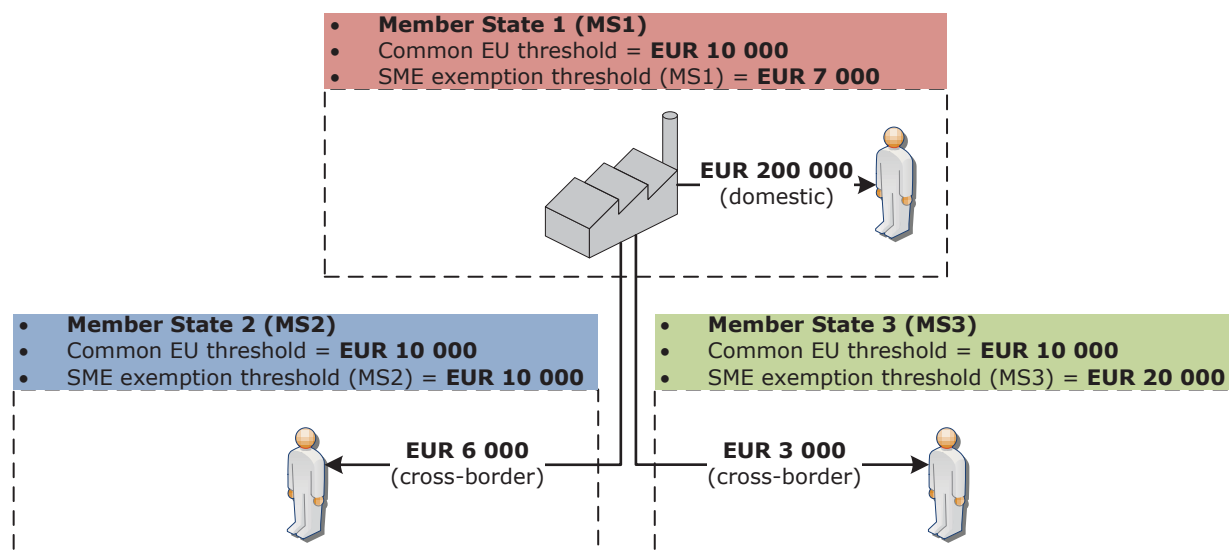 • Member State 1 (MS1)
• Common EU threshold = EUR 10 000
• SME exemption threshold (MS1) = EUR 7 000
EUR 200 000
(domestic)
• Member State 2 (MS2)
• Common EU threshold = EUR 10 000
• SME exemption threshold (MS2) = EUR 10 000
• Member State 3 (MS3)
• Common EU threshold = EUR 10 000
• SME exemption threshold (MS3) = EUR 20 000
EUR 6 000
(cross-border)
EUR 3 000
(cross-border)